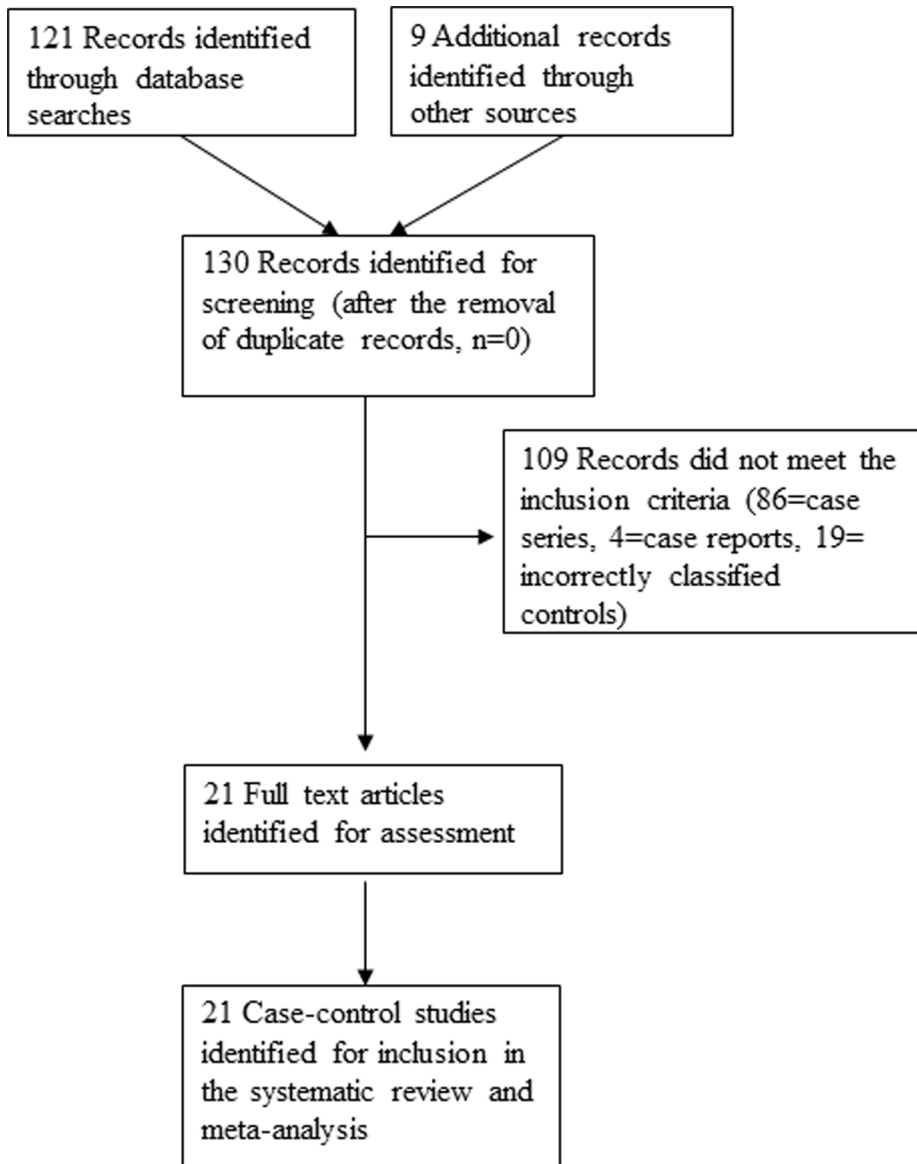 121 Records identified
through database
searches
9 Additional records
identified through
other sources
130 Records identified for
screening (after the removal
of duplicate records, n=0)
109 Records did not meet the
inclusion criteria (86=case
series, 4=case reports, 19=
incorrectly classified
controls)
21 Full text articles
identified for assessment
21 Case-control studies
identified for inclusion in
the systematic review and
meta-analysis